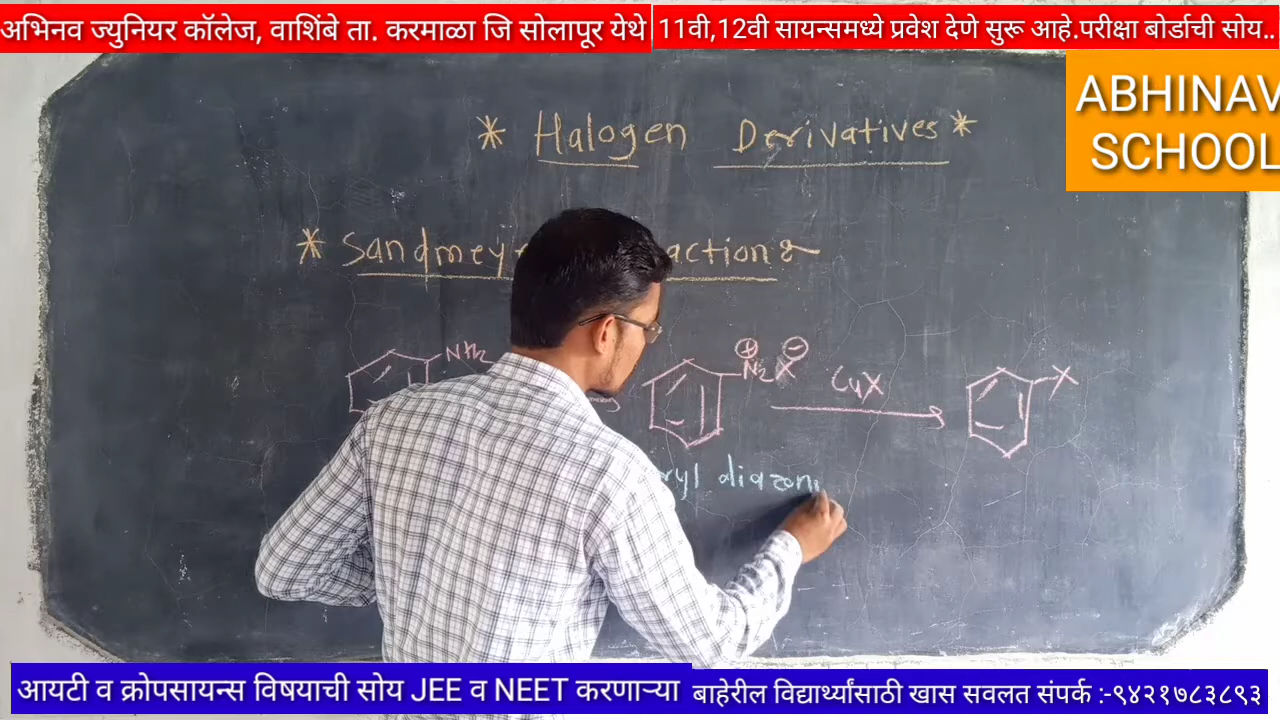 अभिनव ज्युनियर कॉलेज, वाशिंबे ता. करमाळा जि सोलापूर येथे 11वी,12वी सायन्समध्ये प्रवेश देणे सुरू आहे.परीक्षा बोर्डाची सोय..
ABHINAV
SCHOOL
* Halogen Derivatives *
* Sandmey action
NH2
N2 X
CuX
X
ryl diazoni
आयटी व क्रोपसायन्स विषयाची सोय JEE व NEET करणाऱ्या बाहेरील विद्यार्थ्यांसाठी खास सवलत संपर्क :-९४२१७८३८९३